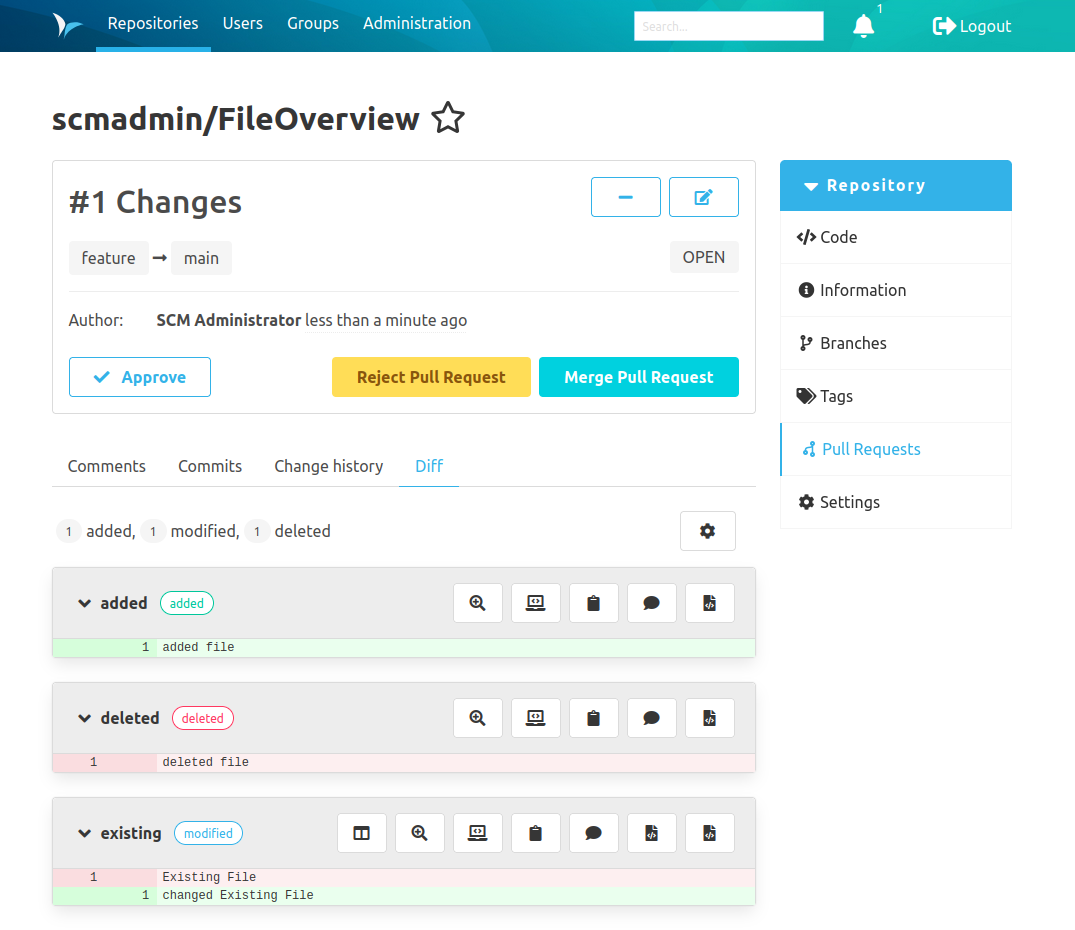 Repositories Users Groups Administration Search... 1 Logout
scmadmin/FileOverview
#1 Changes
feature → main OPEN
Author: SCM Administrator less than a minute ago
Approve Reject Pull Request Merge Pull Request
Comments Commits Change history Diff
1 added, 1 modified, 1 deleted
added added
1 added file
deleted deleted
1 deleted file
existing modified
1 Existing File
1 changed Existing File
Repository
Code
Information
Branches
Tags
Pull Requests
Settings